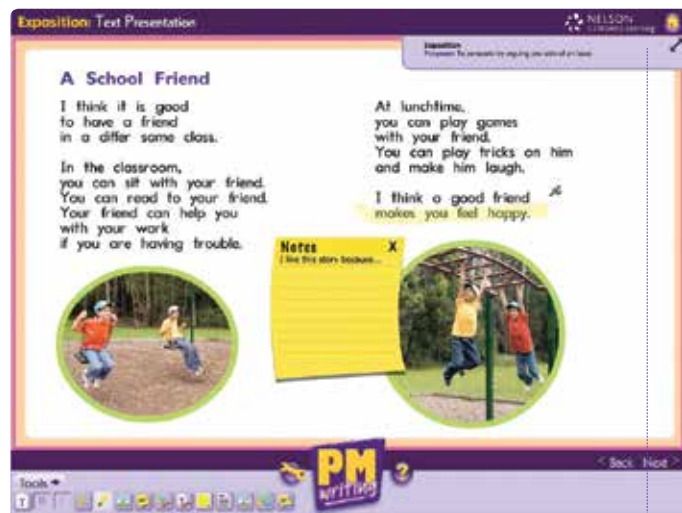 Exposition: Text Presentation
NELSON
Exposition
A School Friend
I think it is good
to have a friend
in a differ same class.
In the classroom,
you can sit with your friend.
You can read to your friend.
Your friend can help you
with your work
if you are having trouble.
At lunchtime,
you can play games
with your friend.
You can play tricks on him
and make him laugh.
I think a good friend
makes you feel happy.
Notes X
I like this story because...
PM
writing
?
< Back Next >
Tools
T